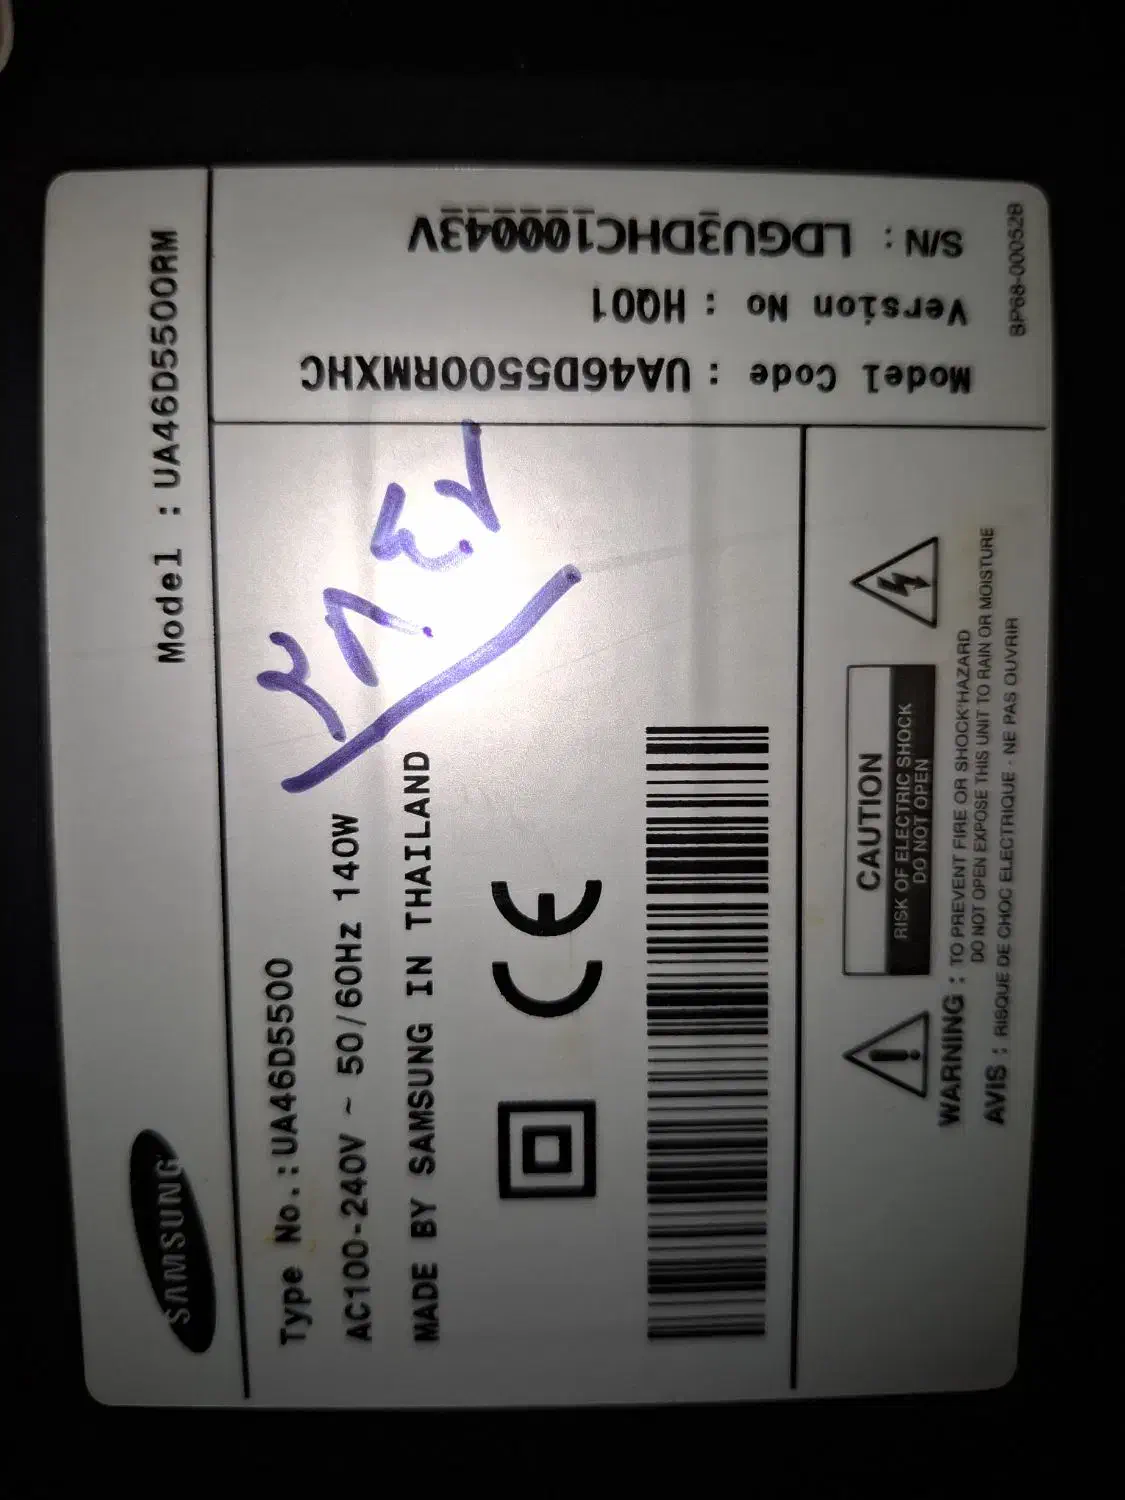 SAMSUNG
Model : UA46D5500RM
Type No.:UA46D5500
AC100-240V ~ 50/60Hz 140W
MADE BY SAMSUNG IN THAILAND
CE
CAUTION
RISK OF ELECTRIC SHOCK
DO NOT OPEN
WARNING : TO PREVENT FIRE OR SHOCK HAZARD
DO NOT OPEN EXPOSE THIS UNIT TO RAIN OR MOISTURE
AVIS : RISQUE DE CHOC ELECTRIQUE - NE PAS OUVRIR
Model Code : UA46D5500RMXHC
Version No : HQ01
S/N : LDGU3DHC100043V
BP68-00052B